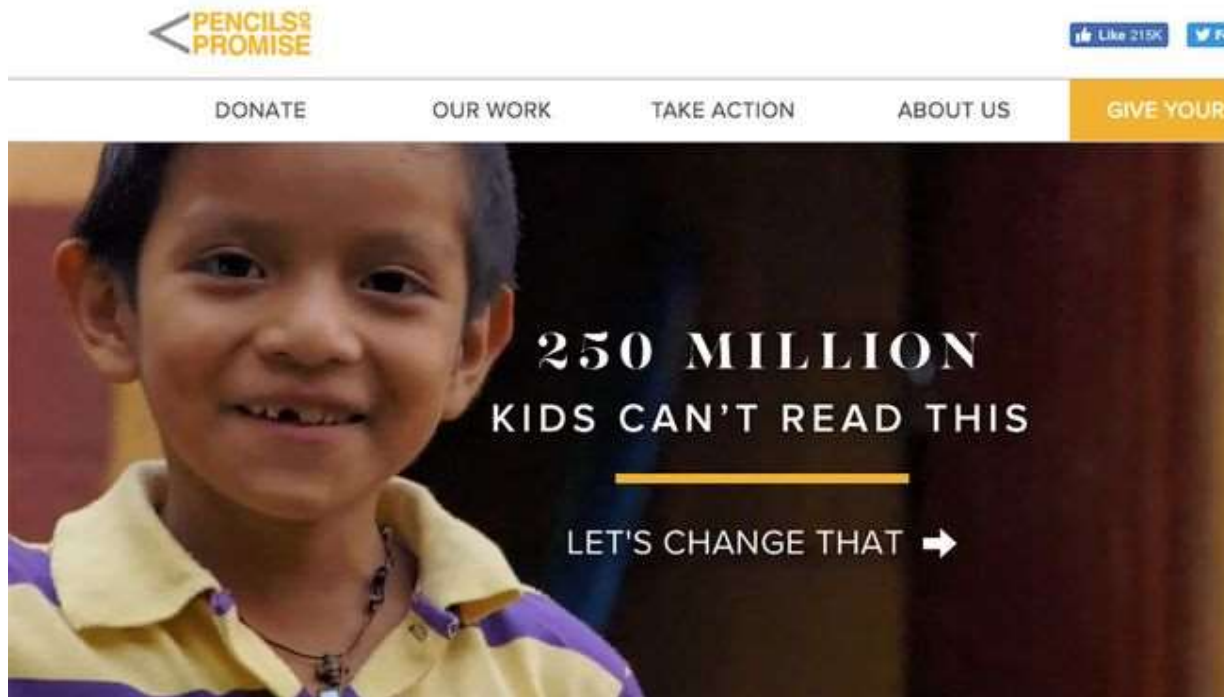 PENCILS OF
PROMISE
Like 215K
DONATE
OUR WORK
TAKE ACTION
ABOUT US
GIVE YOUR
250 MILLION
KIDS CAN'T READ THIS
LET'S CHANGE THAT